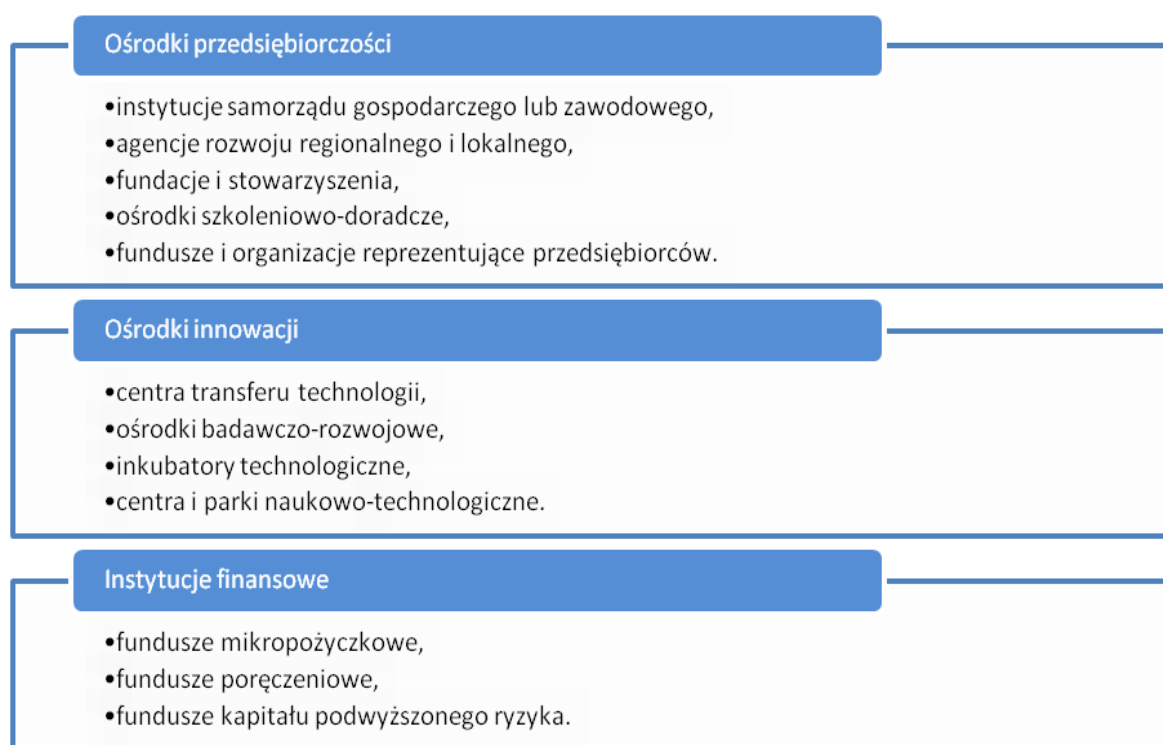 Ośrodki przedsiębiorczości
•instytucje samorządu gospodarczego lub zawodowego,
•agencje rozwoju regionalnego i lokalnego,
•fundacje i stowarzyszenia,
•ośrodki szkoleniowo-doradcze,
•fundusze i organizacje reprezentujące przedsiębiorców.
Ośrodki innowacji
•centra transferu technologii,
•ośrodki badawczo-rozwojowe,
•inkubatory technologiczne,
•centra i parki naukowo-technologiczne.
Instytucje finansowe
•fundusze mikropożyczkowe,
•fundusze poręczeniowe,
•fundusze kapitału podwyższonego ryzyka.